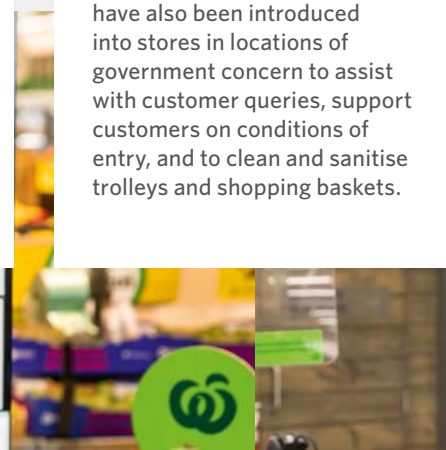 have also been introduced
into stores in locations of
government concern to assist
with customer queries, support
customers on conditions of
entry, and to clean and sanitise
trolleys and shopping baskets.